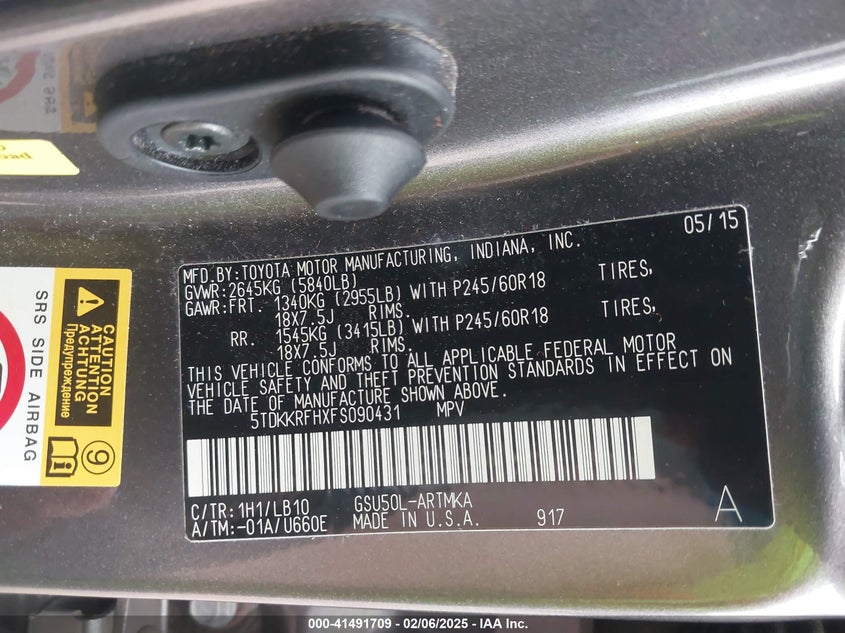 05/15
MFD.BY:TOYOTA MOTOR MANUFACTURING, INDIANA, INC.
GVWR:2645KG (5840LB)
GAWR:FRT. 1340KG (2955LB) WITH P245/60R18 TIRES,
18X7.5J RIMS.
RR. 1545KG (3415LB) WITH P245/60R18 TIRES,
18X7.5J RIMS.
THIS VEHICLE CONFORMS TO ALL APPLICABLE FEDERAL MOTOR
VEHICLE SAFETY AND THEFT PREVENTION STANDARDS IN EFFECT ON
THE DATE OF MANUFACTURE SHOWN ABOVE.
5TDKKRFHXFS090431 MPV
C/TR: 1H1/LB10 GSU50L-ARTMKA
A/TM:-01A/U660E MADE IN U.S.A. 917
A
SRS SIDE AIRBAG
CAUTION
ATTENTION
ACHTUNG
Предупреждение
9
000-41491709 / 02/06/2025 - IAA Inc.